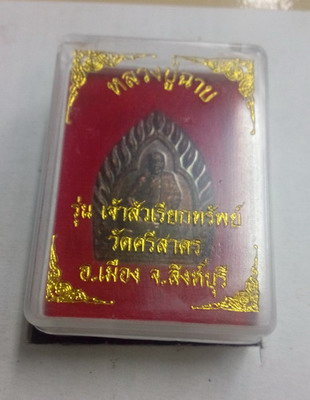 หลวงปู่นาบ
รุ่น เจ้าสัวเรียกทรัพย์
วัดศรีสาคร
อ.เมือง จ.สิงห์บุรี